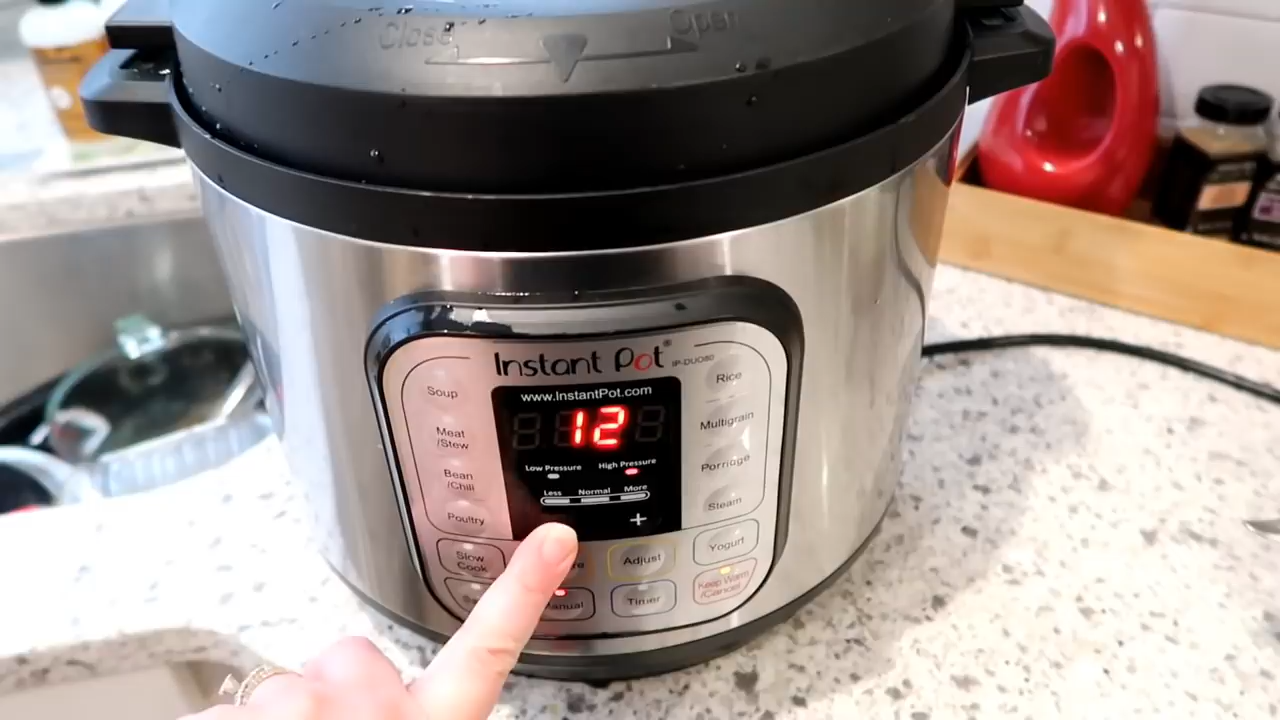 Close
Open
Instant Pot®
IP-DUO80
www.InstantPot.com
12
Low Pressure
High Pressure
Less
Normal
More
+
Soup
Meat
/Stew
Bean
/Chili
Poultry
Slow
Cook
Rice
Multigrain
Porridge
Steam
Adjust
Yogurt
Manual
Timer
Keep Warm
/Cancel